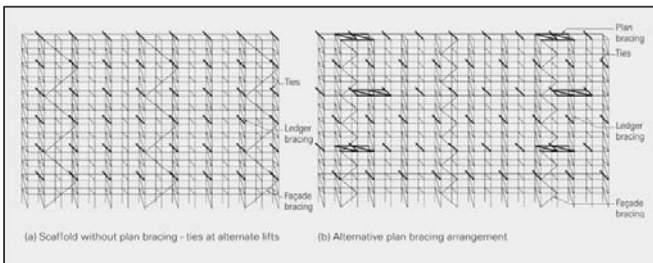 Plan
bracing
Ties
Ties
Ledger
bracing
Ledger
bracing
Façade
bracing
Façade
bracing
(a) Scaffold without plan bracing - ties at alternate lifts
(b) Alternative plan bracing arrangement